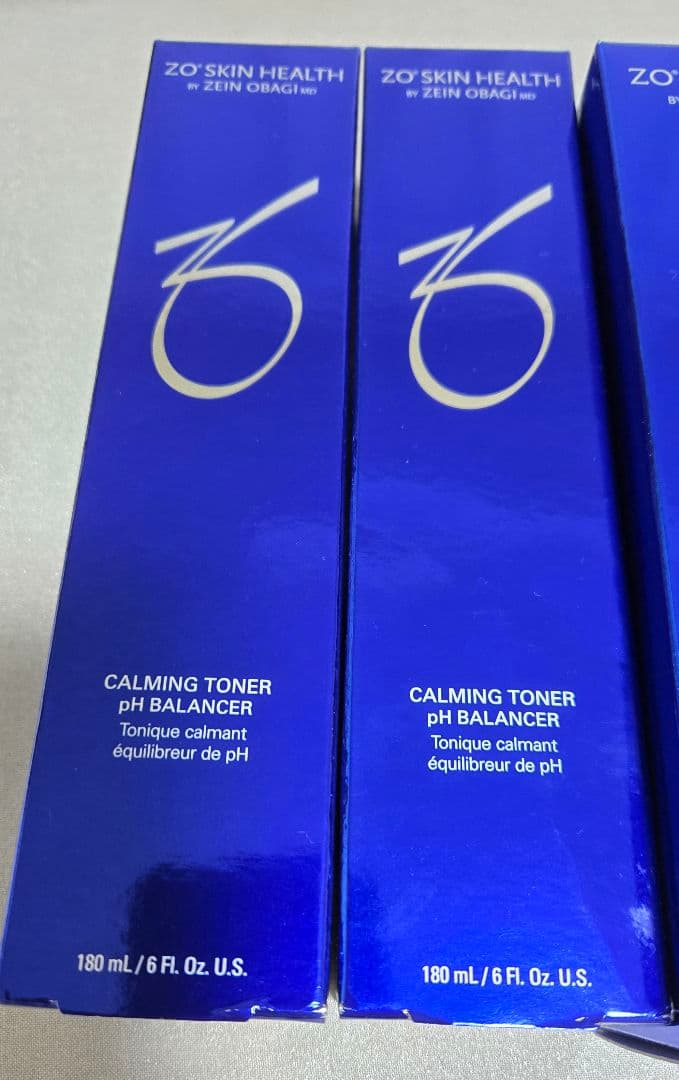 ZO® SKIN HEALTH
BY ZEIN OBAGI MD
CALMING TONER
pH BALANCER
Tonique calmant
équilibreur de pH
180 mL / 6 Fl. Oz. U.S.
ZO® SKIN HEALTH
BY ZEIN OBAGI MD
CALMING TONER
pH BALANCER
Tonique calmant
équilibreur de pH
180 mL / 6 Fl. Oz. U.S.
ZO®
BY